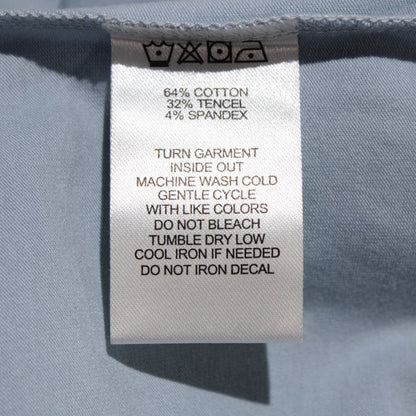 64% COTTON
32% TENCEL
4% SPANDEX
TURN GARMENT
INSIDE OUT
MACHINE WASH COLD
GENTLE CYCLE
WITH LIKE COLORS
DO NOT BLEACH
TUMBLE DRY LOW
COOL IRON IF NEEDED
DO NOT IRON DECAL